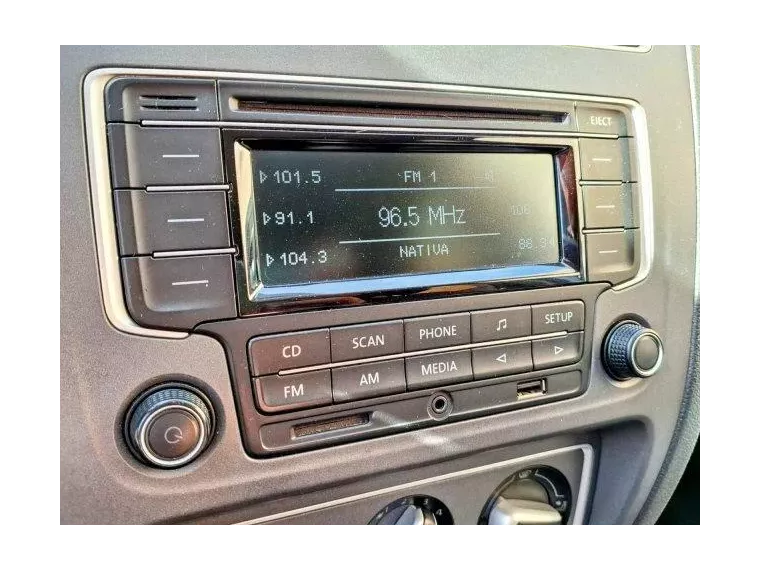 EJECT
101.5 FM 1
91.1 96.5 MHz
104.3 NATIVA
CD SCAN PHONE SETUP
FM AM MEDIA
4